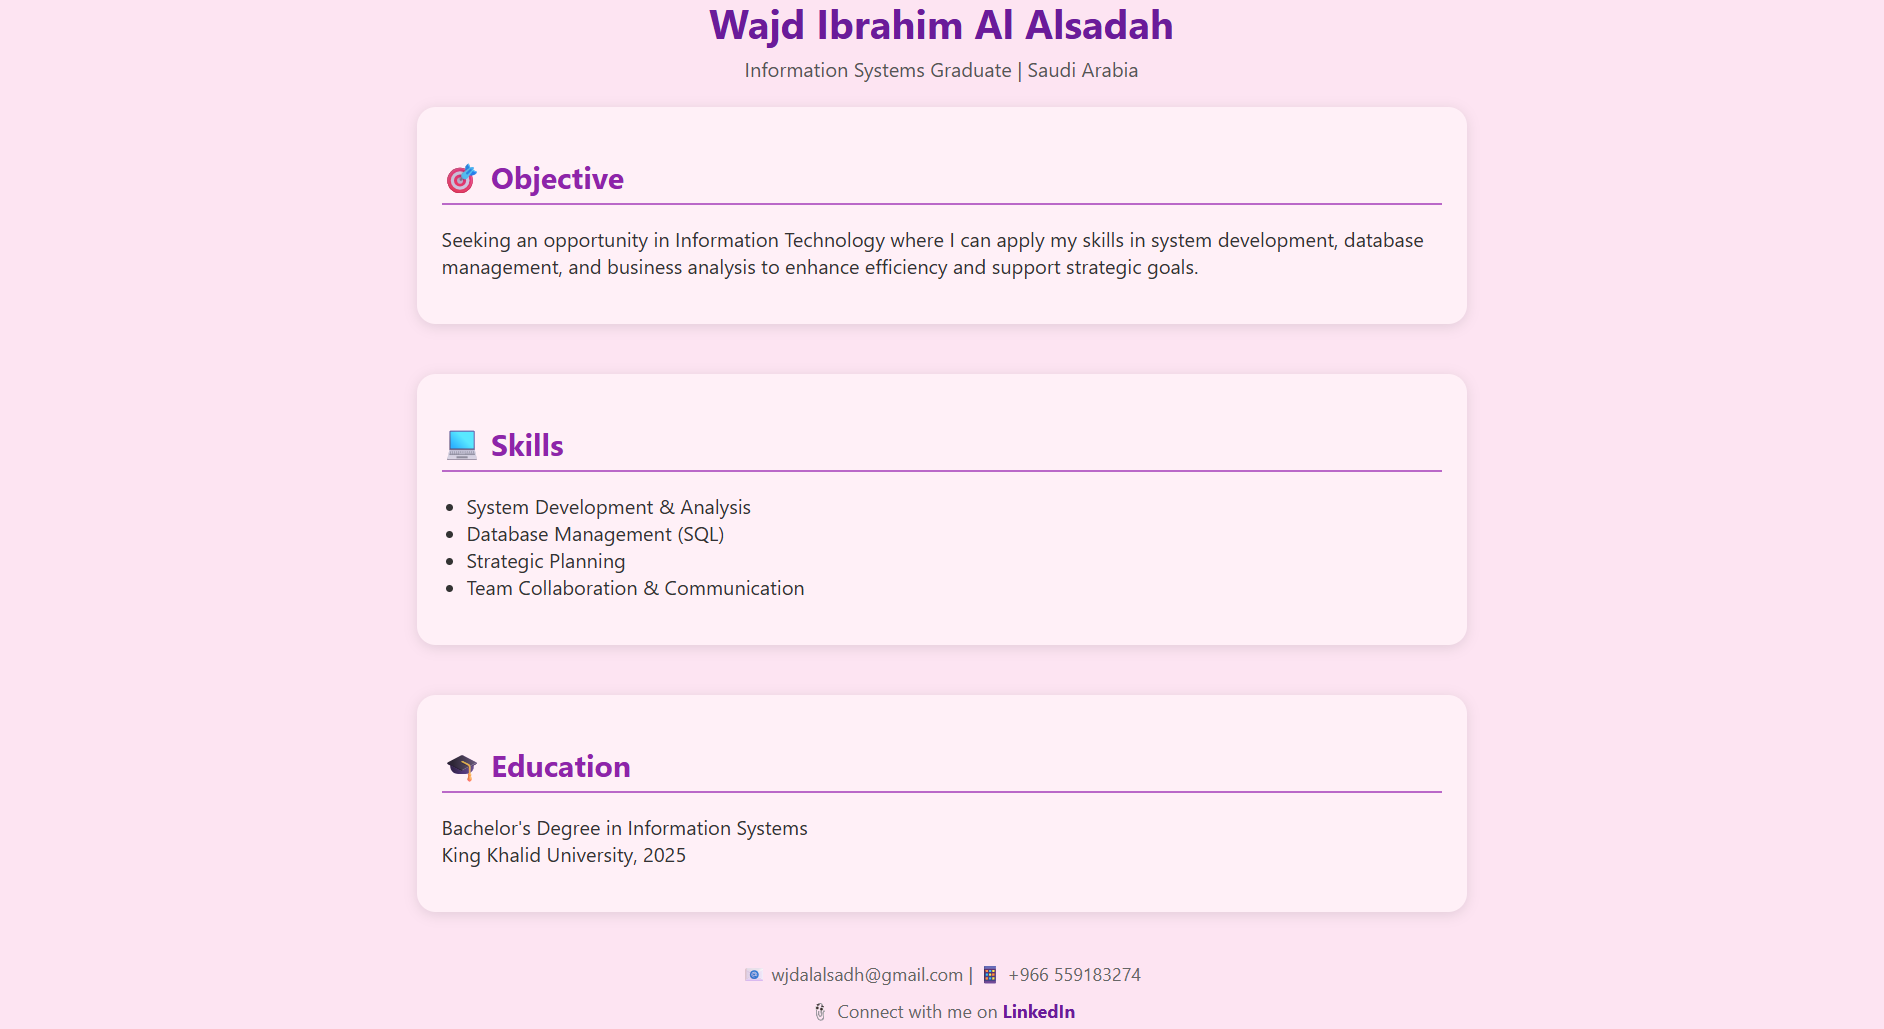 Wajd Ibrahim Al Alsadah
Information Systems Graduate | Saudi Arabia
Objective
Seeking an opportunity in Information Technology where I can apply my skills in system development, database
management, and business analysis to enhance efficiency and support strategic goals.
Skills
• System Development & Analysis
• Database Management (SQL)
• Strategic Planning
• Team Collaboration & Communication
Education
Bachelor's Degree in Information Systems
King Khalid University, 2025
wjdalalsadh@gmail.com | +966 559183274
Connect with me on LinkedIn